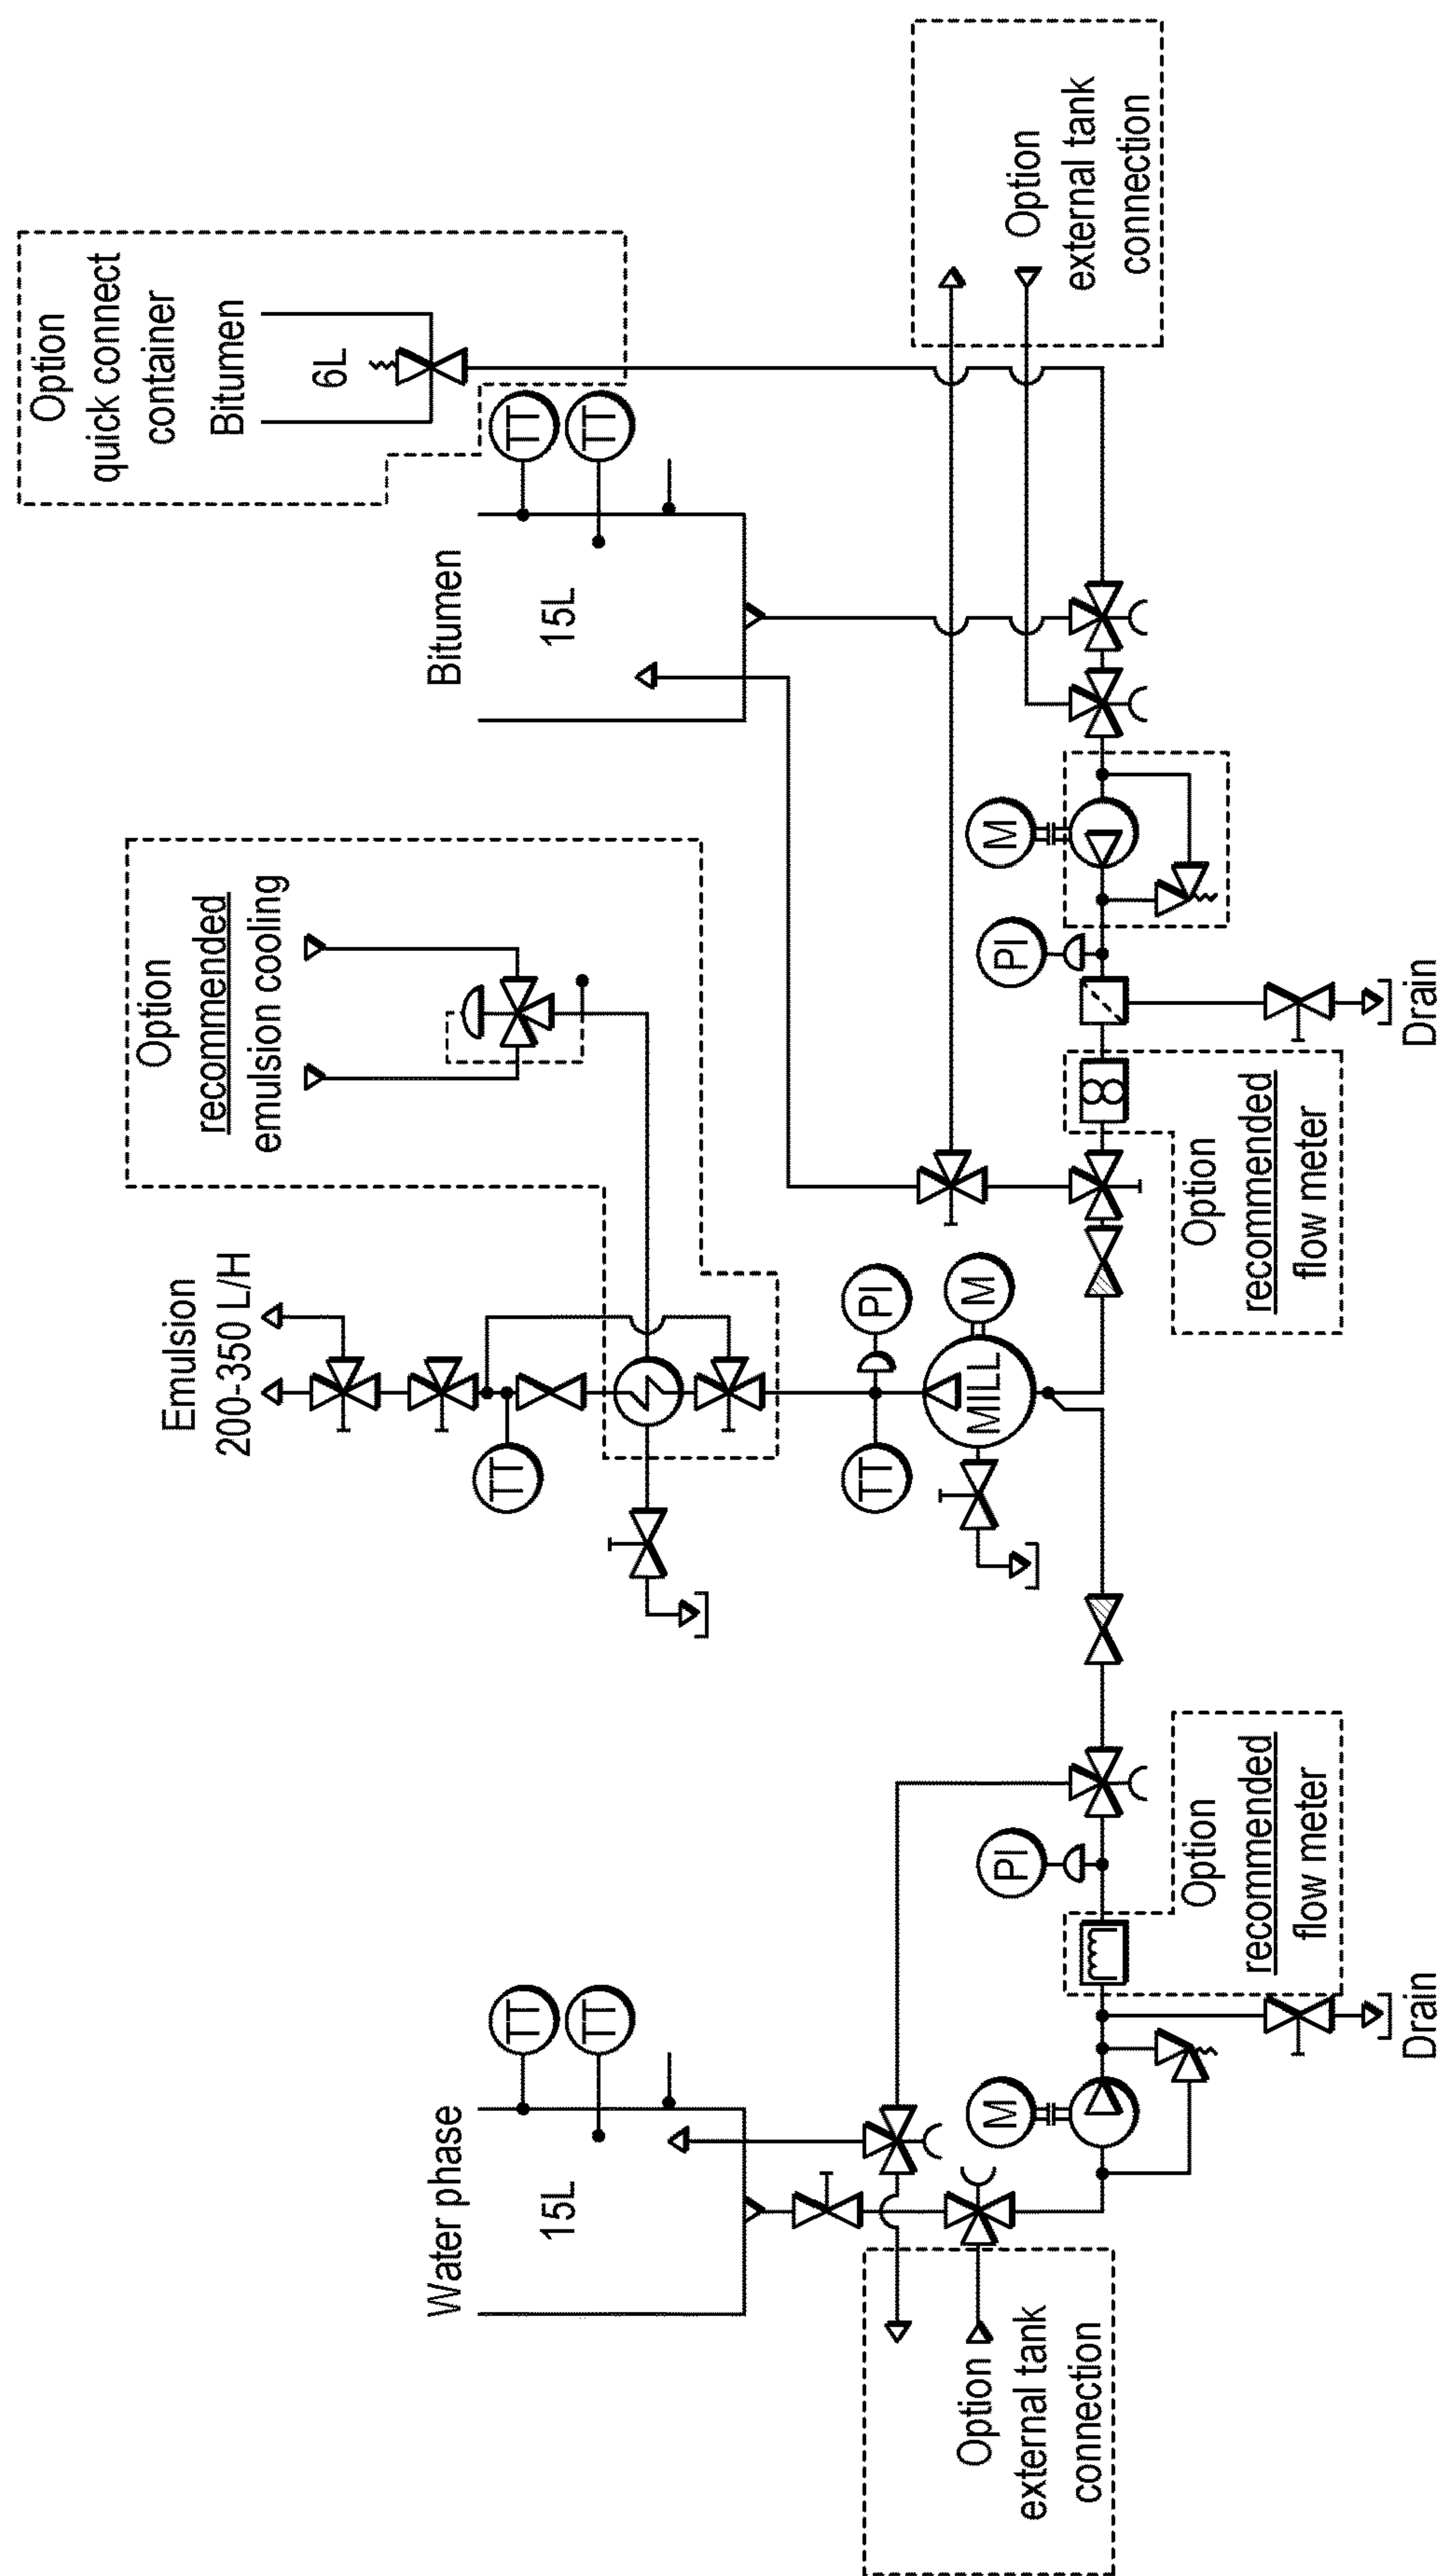 Option
quick connect
container
Bitumen
6L
TT
TT
Bitumen
15L
Option
external tank
connection
Option
recommended
emulsion cooling
M
PI
Drain
Option
recommended
flow meter
Emulsion
200-350 L/H
TT
PI
TT
M
MILL
Water phase
15L
TT
TT
M
PI
Option
recommended
flow meter
Drain
Option
external tank
connection